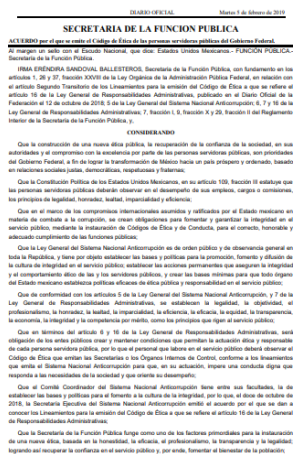 DIARIO OFICIAL Martes 5 de febrero de 2019
SECRETARIA DE LA FUNCION PUBLICA
ACUERDO por el que se emite el Código de Ética de las personas servidoras públicas del Gobierno Federal.
Al margen un sello con el Escudo Nacional, que dice: Estados Unidos Mexicanos.- FUNCIÓN PÚBLICA.-
Secretaría de la Función Pública.
IRMA ERÉNDIRA SANDOVAL BALLESTEROS, Secretaria de la Función Pública, con fundamento en los
artículos 1, 26 y 37, fracción XXVIII de la Ley Orgánica de la Administración Pública Federal, en relación con
el artículo Segundo Transitorio de los Lineamientos para la emisión del Código de Ética a que se refiere el
artículo 16 de la Ley General de Responsabilidades Administrativas, publicado en el Diario Oficial de la
Federación el 12 de octubre de 2018; 5 de la Ley General del Sistema Nacional Anticorrupción; 6, 7 y 16 de la
Ley General de Responsabilidades Administrativas; 7, fracción I, 8, fracción X y 29, fracción II del Reglamento
Interior de la Secretaría de la Función Pública, y,
CONSIDERANDO
Que la construcción de una nueva ética pública, la recuperación de la confianza de la sociedad, en sus
autoridades y el compromiso con la excelencia por parte de las personas servidoras públicas, son prioridades
del Gobierno Federal, a fin de lograr la transformación de México hacia un país próspero y ordenado, basado
en relaciones sociales justas, democráticas, respetuosas y fraternas;
Que la Constitución Política de los Estados Unidos Mexicanos, en su artículo 109, fracción III estatuye que
las personas servidoras públicas deberán observar en el desempeño de sus empleos, cargos o comisiones,
los principios de legalidad, honradez, lealtad, imparcialidad y eficiencia;
Que en el marco de los compromisos internacionales asumidos y ratificados por el Estado mexicano en
materia de combate a la corrupción, se crean obligaciones para fomentar y garantizar la integridad en el
servicio público, mediante la instauración de Códigos de Ética y de Conducta, para el correcto, honorable y
adecuado cumplimiento de las funciones públicas;
Que la Ley General del Sistema Nacional Anticorrupción es de orden público y de observancia general en
toda la República, y tiene por objeto establecer las bases y políticas para la promoción, fomento y difusión de
la cultura de integridad en el servicio público; establecer las acciones permanentes que aseguren la integridad
y el comportamiento ético de las y los servidores públicos, y crear las bases mínimas para que todo órgano
del Estado mexicano establezca políticas eficaces de ética pública y responsabilidad en el servicio público;
Que de conformidad con los artículos 5 de la Ley General del Sistema Nacional Anticorrupción, y 7 de la Ley
General de Responsabilidades Administrativas, se establecen la legalidad, la objetividad, el
profesionalismo, la honradez, la lealtad, la imparcialidad, la eficiencia, la eficacia, la equidad, la transparencia,
la economía, la integridad y la competencia por mérito, como los principios que rigen el servicio público;
Que en términos del artículo 6 y 16 de la Ley General de Responsabilidades Administrativas, será
obligación de los entes públicos crear y mantener condiciones que permitan la actuación ética y responsable
de cada persona servidora pública, por lo que el personal que labore en el servicio público deberá observar el
Código de Ética que emitan las Secretarías o los Órganos Internos de Control, conforme a los lineamientos
que emita el Sistema Nacional Anticorrupción para que, en su actuación, impere una conducta digna que
responda a las necesidades de la sociedad y que oriente su desempeño;
Que el Comité Coordinador del Sistema Nacional Anticorrupción tiene entre sus facultades, la de
establecer las bases y políticas para el fomento a la cultura de la integridad, por lo que, el doce de octubre de
2018, la Secretaría Ejecutiva del Sistema Nacional Anticorrupción emitió el acuerdo por el que se dan a
conocer los Lineamientos para la emisión del Código de Ética a que se refiere el artículo 16 de la Ley General
de Responsabilidades Administrativas;
Que la Secretaría de la Función Pública funge como uno de los factores primordiales para la instauración
de una nueva ética, basada en la honestidad, la eficacia, el profesionalismo, la transparencia y la legalidad;
logrando así recuperar la confianza en el servicio público y, por ende, fomentar el bienestar de la población;